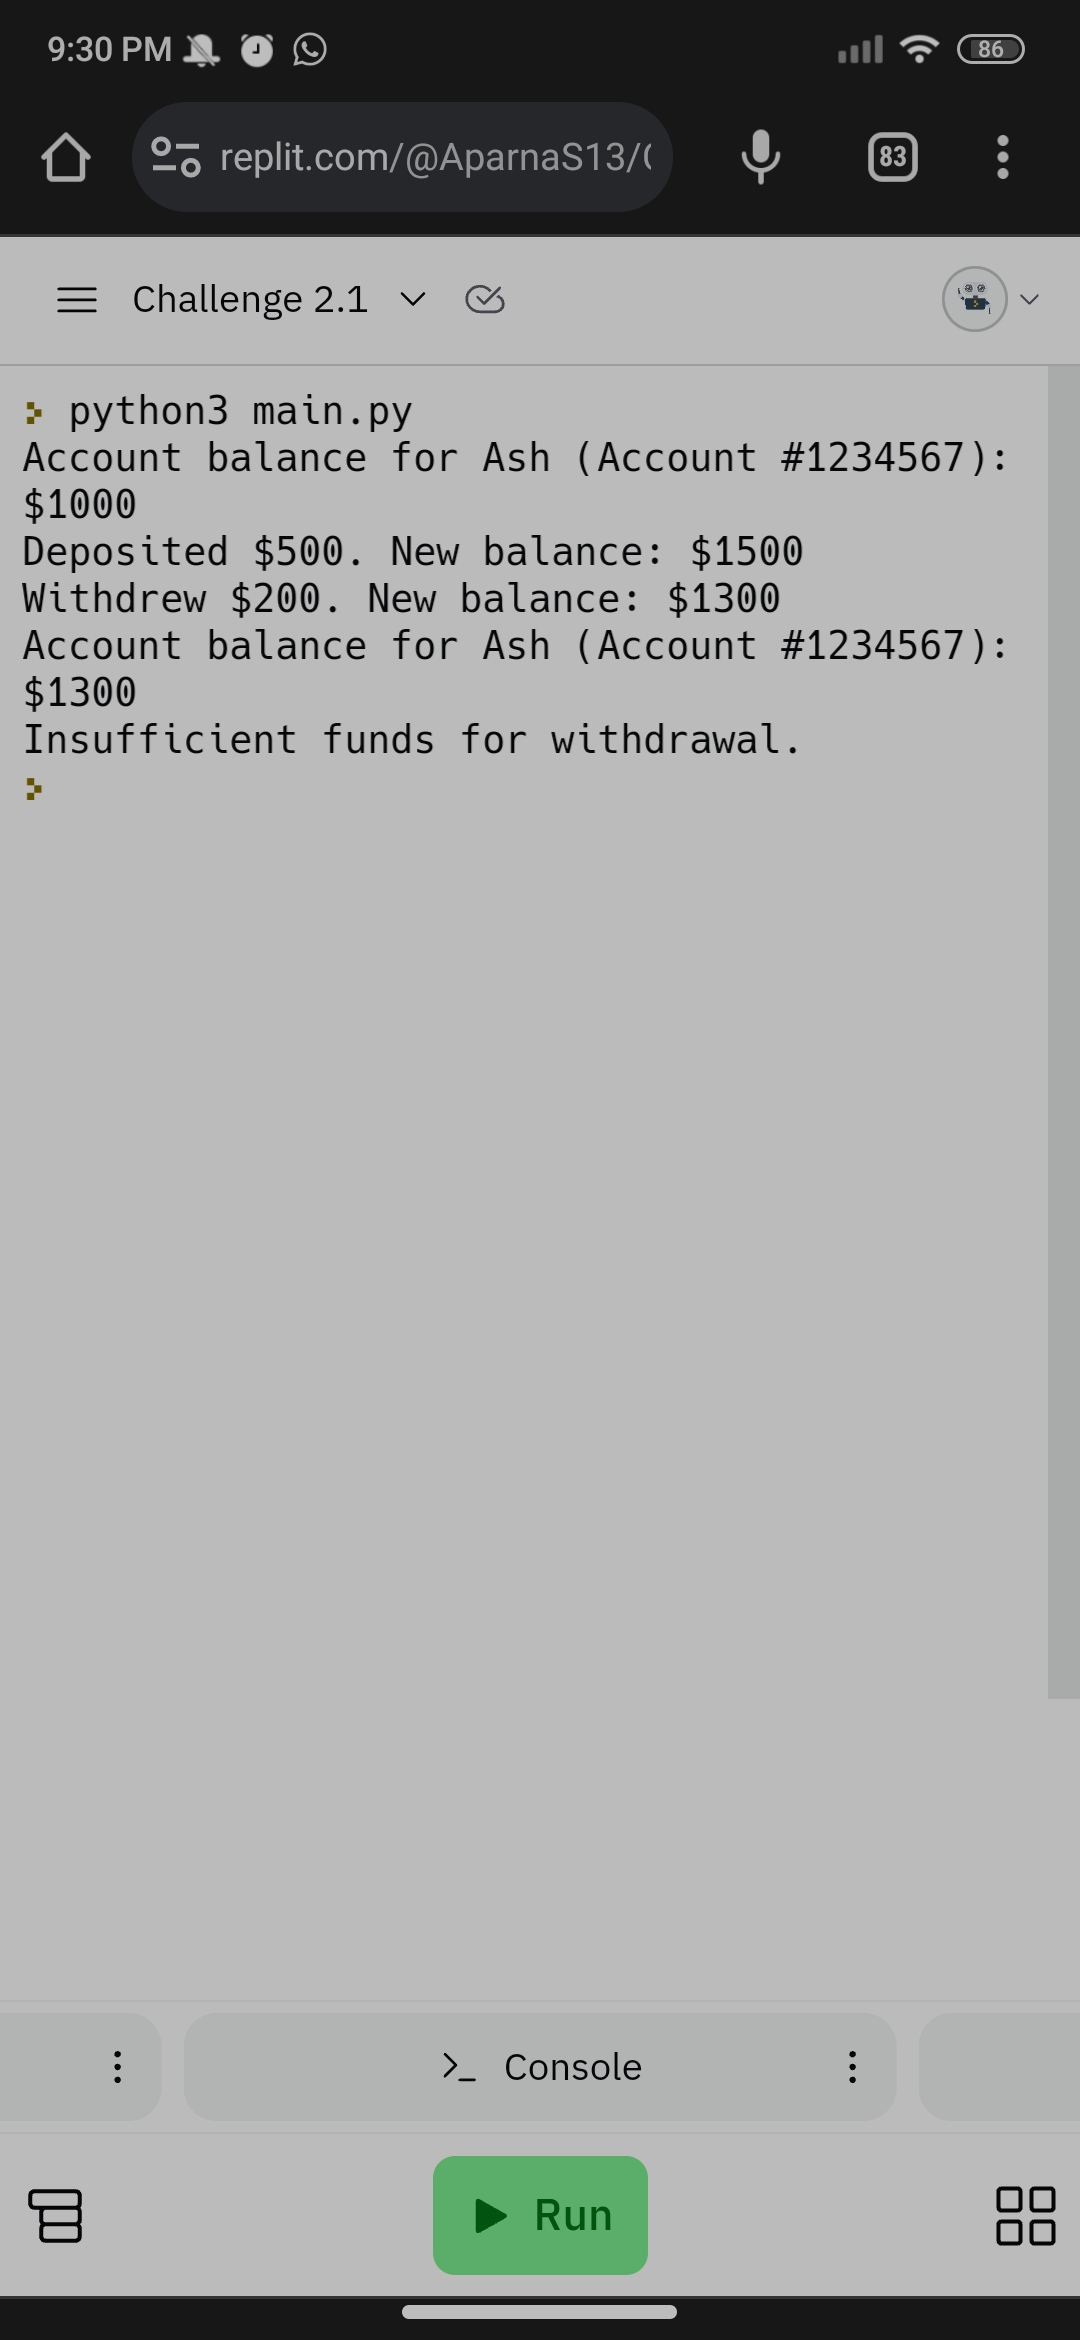 9:30 PM
86
replit.com/@AparnaS13/
83
Challenge 2.1
python3 main.py
Account balance for Ash (Account #1234567):
$1000
Deposited $500. New balance: $1500
Withdrew $200. New balance: $1300
Account balance for Ash (Account #1234567):
$1300
Insufficient funds for withdrawal.
>_ Console
Run